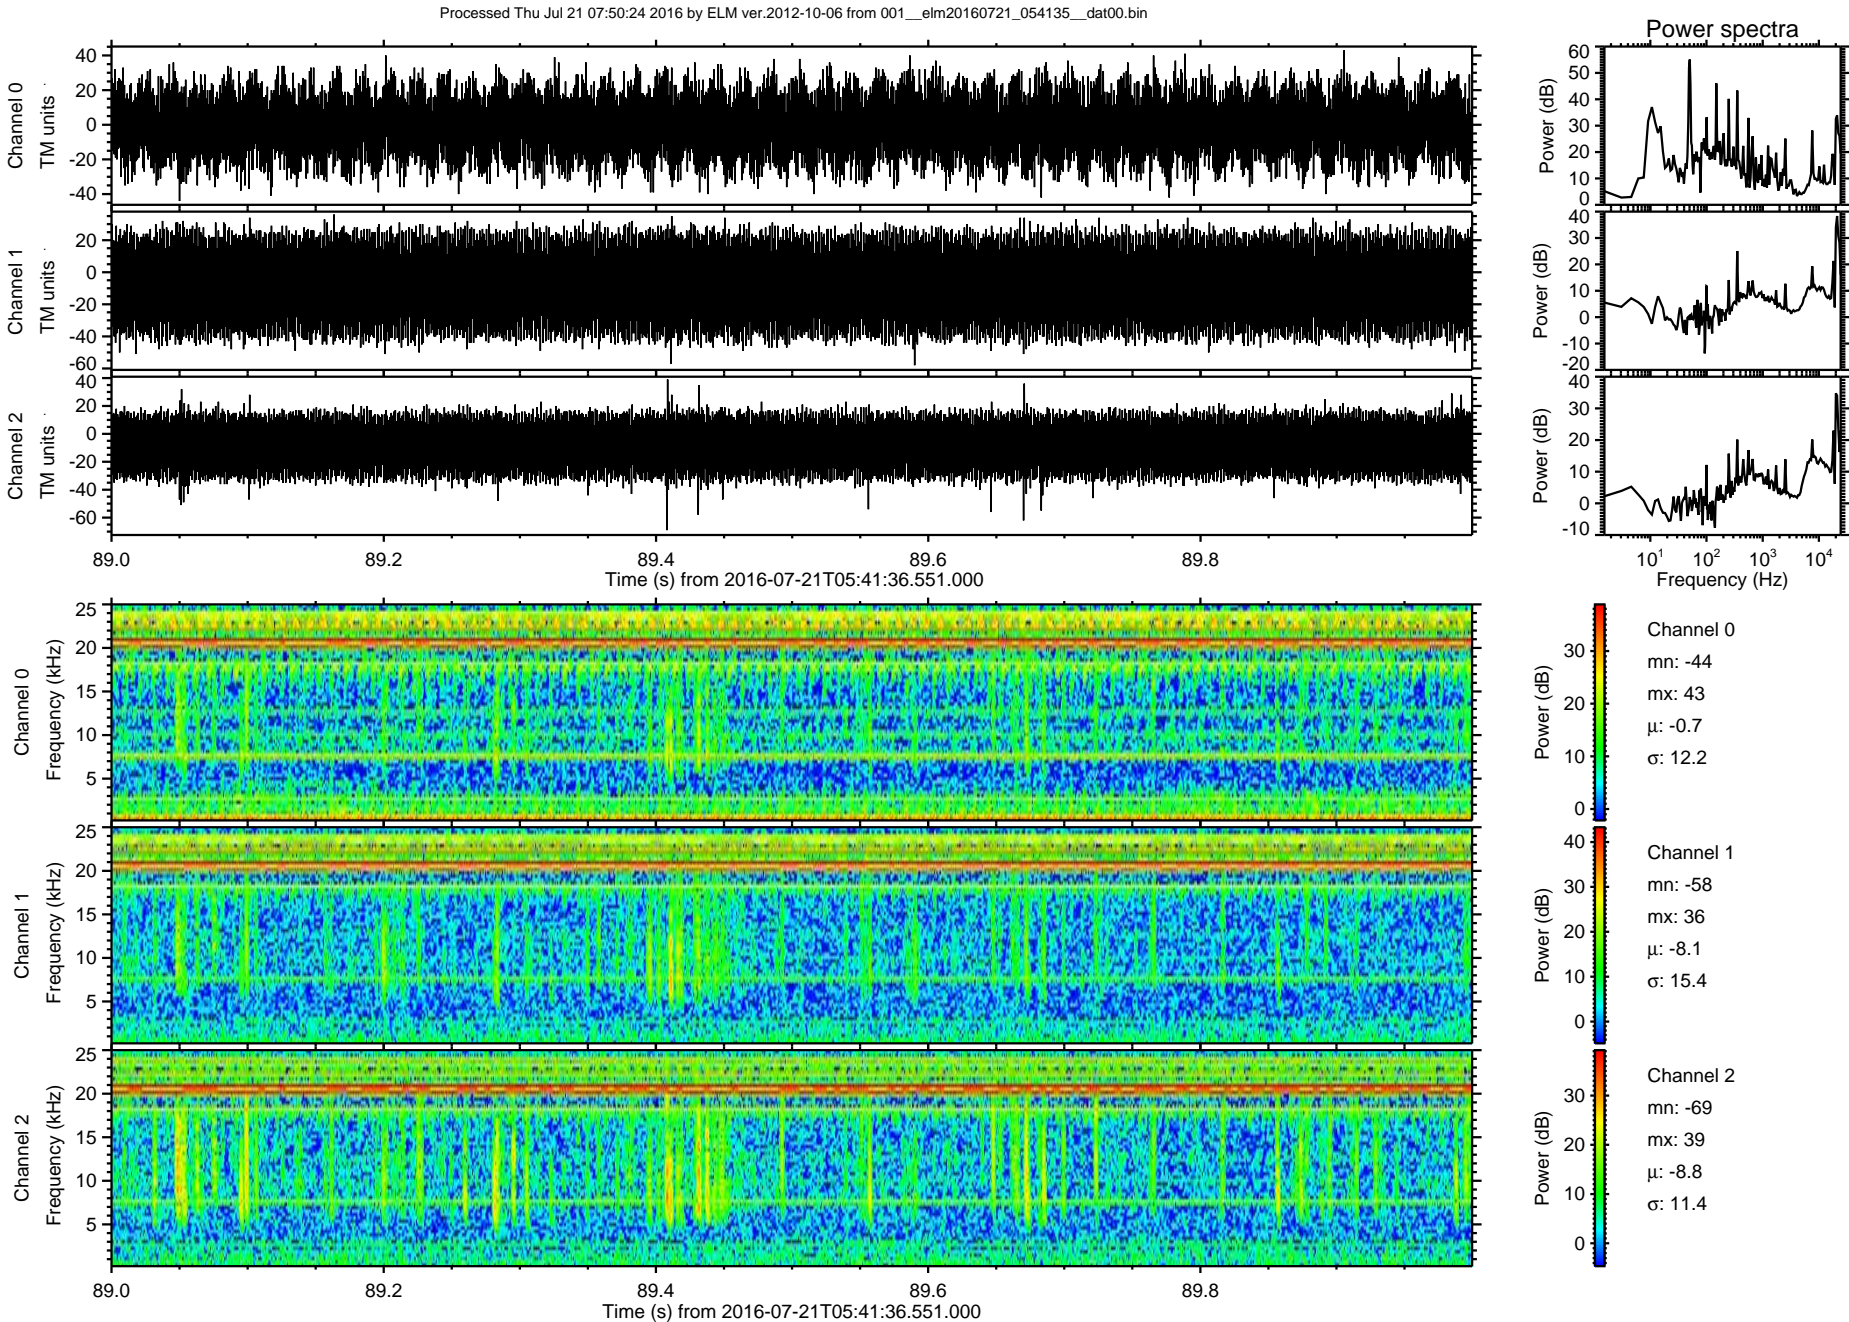 Processed Thu Jul 21 07:50:24 2016 by ELM ver.2012-10-06 from 001__elm20160721_054135__dat00.bin
Power spectra
Channel 0
TM units
40
20
0
-20
-40
Power (dB)
60
50
40
30
20
10
0
Channel 1
TM units
20
0
-20
-40
-60
Power (dB)
40
30
20
10
0
-10
-20
Channel 2
TM units
40
20
0
-20
-40
-60
Power (dB)
40
30
20
10
0
-10
89.0 89.2 89.4 89.6 89.8
Time (s) from 2016-07-21T05:41:36.551.000
10^1 10^2 10^3 10^4
Frequency (Hz)
Channel 0
Frequency (kHz)
25
20
15
10
5
Power (dB)
30
20
10
0
Channel 0
mn: -44
mx: 43
μ: -0.7
σ: 12.2
Channel 1
Frequency (kHz)
25
20
15
10
5
Power (dB)
40
30
20
10
0
Channel 1
mn: -58
mx: 36
μ: -8.1
σ: 15.4
Channel 2
Frequency (kHz)
25
20
15
10
5
Power (dB)
30
20
10
0
Channel 2
mn: -69
mx: 39
μ: -8.8
σ: 11.4
89.0 89.2 89.4 89.6 89.8
Time (s) from 2016-07-21T05:41:36.551.000